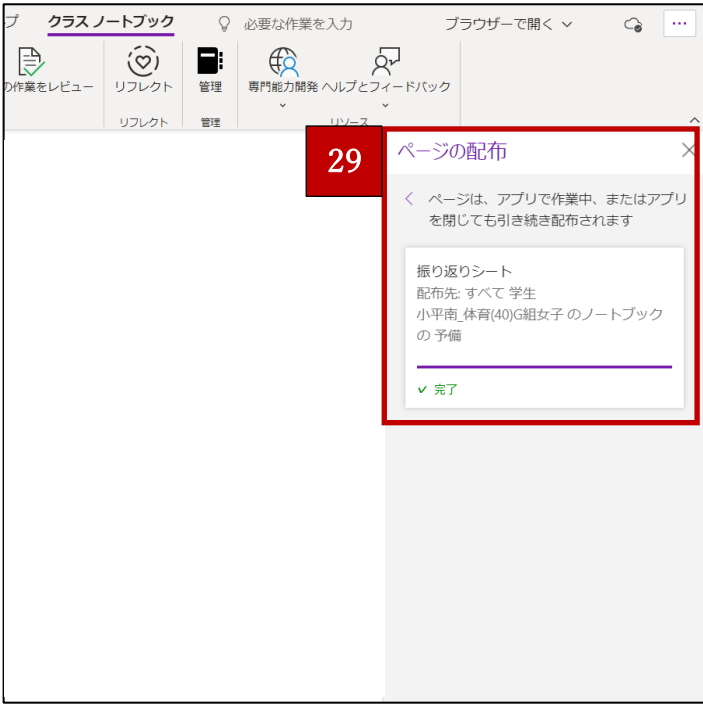 プ クラス ノートブック 必要な作業を入力 ブラウザーで開く
の作業をレビュー リフレクト 管理 専門能力開発 ヘルプとフィードバック
リフレクト 管理 リソース
29
ページの配布
ページは、アプリで作業中、またはアプリ
を閉じても引き続き配布されます
振り返りシート
配布先: すべて 学生
小平南_体育(40)G組女子 のノートブック
の 予備
完了